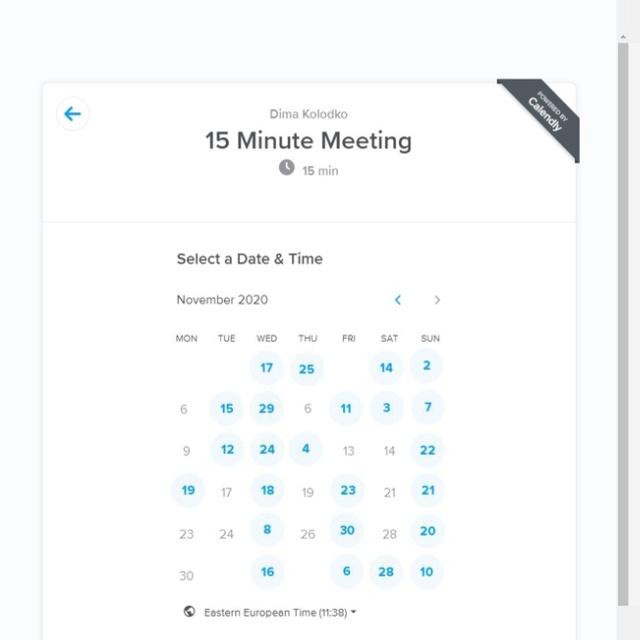 POWERED BY
Calendly
Dima Kolodko
15 Minute Meeting
15 min
Select a Date & Time
November 2020
MON TUE WED THU FRI SAT SUN
17 25 14 2
6 15 29 6 11 3 7
9 12 24 4 13 14 22
19 17 18 19 23 21 21
23 24 8 26 30 28 20
30 16 6 28 10
Eastern European Time (11:38)